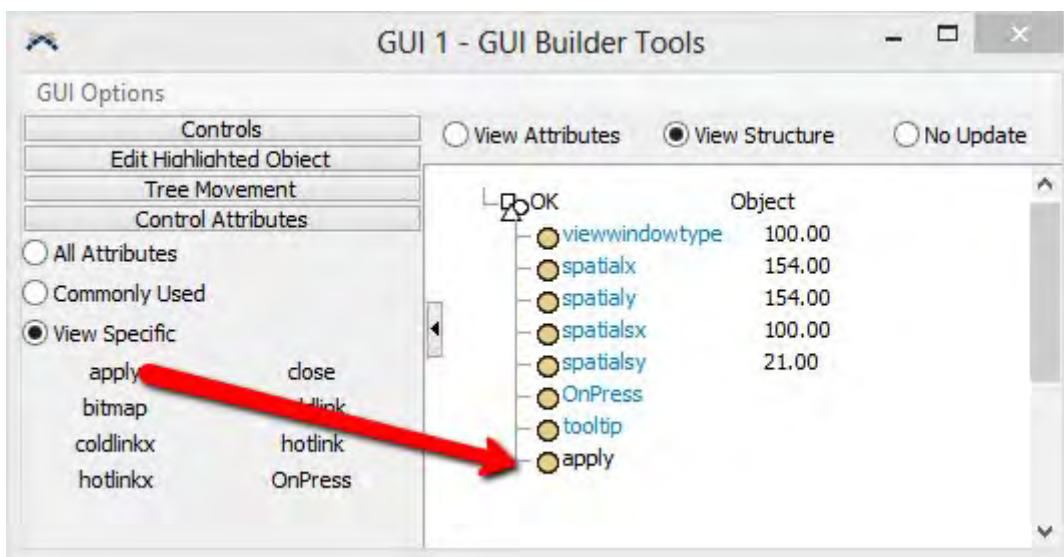 GUI 1 - GUI Builder Tools
GUI Options
Controls
Edit Highlighted Object
Tree Movement
Control Attributes
All Attributes
Commonly Used
View Specific
apply close
bitmap
coldlinkx hotlink
hotlinkx OnPress
View Attributes View Structure No Update
OK Object
viewwindowtype 100.00
spatialx 154.00
spatialy 154.00
spatialsx 100.00
spatialsy 21.00
OnPress
tooltip
apply